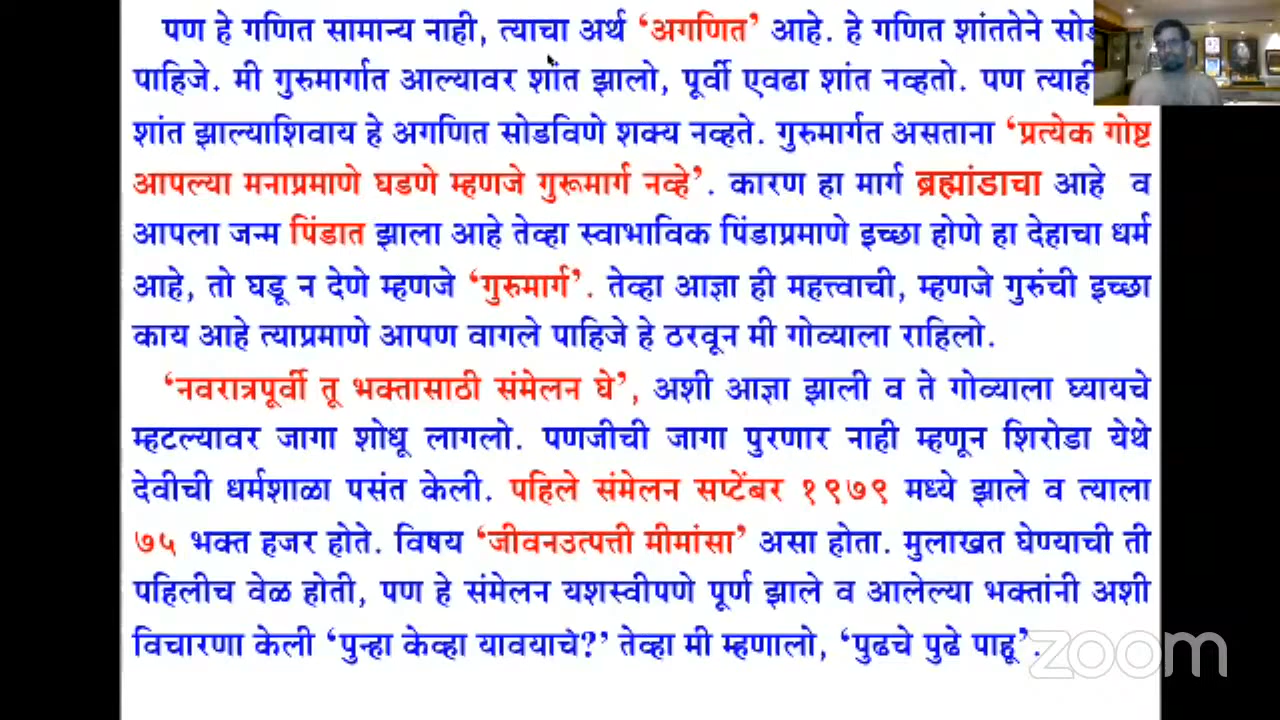 पण हे गणित सामान्य नाही, त्याचा अर्थ ‘अगणित’ आहे. हे गणित शांततेने
पाहिजे. मी गुरुमार्गात आल्यावर शांत झालो, पूर्वी एवढा शांत नव्हतो. पण त्याही
शांत झाल्याशिवाय हे अगणित सोडविणे शक्य नव्हते. गुरुमार्गत असताना ‘प्रत्येक गोष्ट
आपल्या मनाप्रमाणे घडणे म्हणजे गुरूमार्ग नव्हे’. कारण हा मार्ग ब्रह्मांडाचा आहे व
आपला जन्म पिंडात झाला आहे तेव्हा स्वाभाविक पिंडाप्रमाणे इच्छा होणे हा देहाचा धर्म
आहे, तो घडू न देणे म्हणजे ‘गुरुमार्ग’. तेव्हा आज्ञा ही महत्त्वाची, म्हणजे गुरुंची इच्छा
काय आहे त्याप्रमाणे आपण वागले पाहिजे हे ठरवून मी गोव्याला राहिलो.
‘नवरात्रपूर्वी तू भक्तासाठी संमेलन घे’, अशी आज्ञा झाली व ते गोव्याला घ्यायचे
म्हटल्यावर जागा शोधू लागलो. पणजीची जागा पुरणार नाही म्हणून शिरोडा येथे
देवीची धर्मशाळा पसंत केली. पहिले संमेलन सप्टेंबर १९७९ मध्ये झाले व त्याला
७५ भक्त हजर होते. विषय ‘जीवनउत्पत्ती मीमांसा’ असा होता. मुलाखत घेण्याची ती
पहिलीच वेळ होती, पण हे संमेलन यशस्वीपणे पूर्ण झाले व आलेल्या भक्तांनी अशी
विचारणा केली ‘पुन्हा केव्हा यावयाचे?’ तेव्हा मी म्हणालो, ‘पुढचे पुढे पाहू’.
zoom